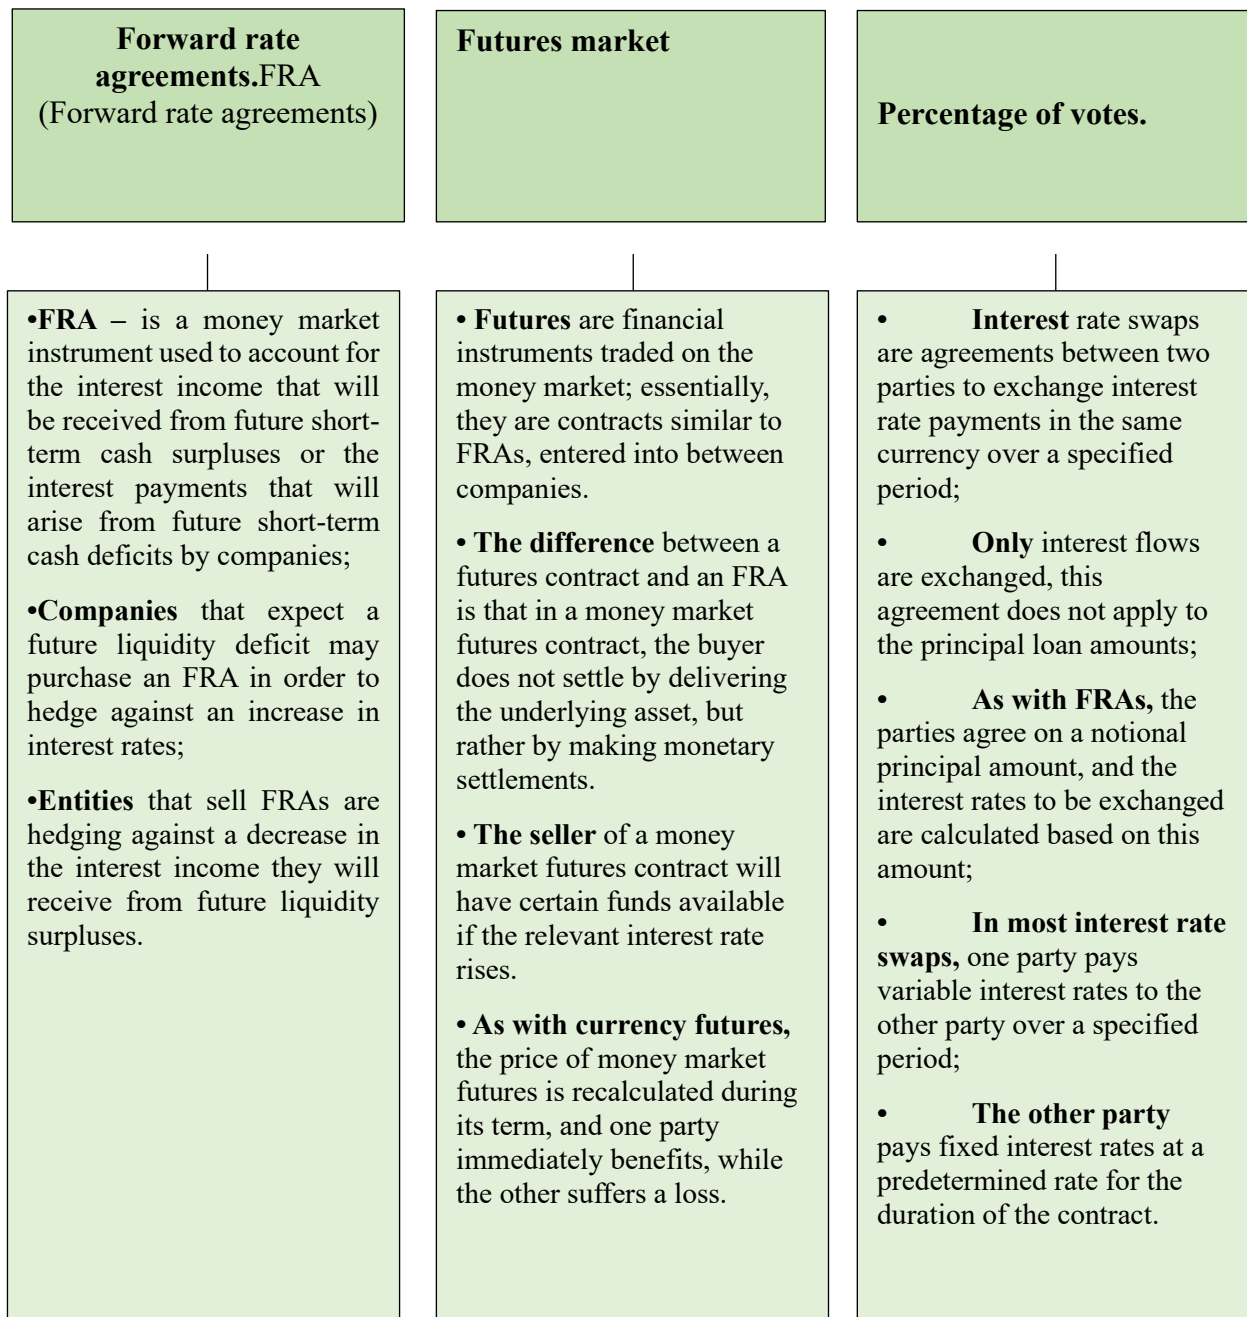 Forward rate
agreements.FRA
(Forward rate agreements)
•FRA – is a money market
instrument used to account for
the interest income that will
be received from future short-
term cash surpluses or the
interest payments that will
arise from future short-term
cash deficits by companies;
•Companies that expect a
future liquidity deficit may
purchase an FRA in order to
hedge against an increase in
interest rates;
•Entities that sell FRAs are
hedging against a decrease in
the interest income they will
receive from future liquidity
surpluses.
Futures market
• Futures are financial
instruments traded on the
money market; essentially,
they are contracts similar to
FRAs, entered into between
companies.
• The difference between a
futures contract and an FRA
is that in a money market
futures contract, the buyer
does not settle by delivering
the underlying asset, but
rather by making monetary
settlements.
• The seller of a money
market futures contract will
have certain funds available
if the relevant interest rate
rises.
• As with currency futures,
the price of money market
futures is recalculated during
its term, and one party
immediately benefits, while
the other suffers a loss.
Percentage of votes.
• Interest rate swaps
are agreements between two
parties to exchange interest
rate payments in the same
currency over a specified
period;
• Only interest flows
are exchanged, this
agreement does not apply to
the principal loan amounts;
• As with FRAs, the
parties agree on a notional
principal amount, and the
interest rates to be exchanged
are calculated based on this
amount;
• In most interest rate
swaps, one party pays
variable interest rates to the
other party over a specified
period;
• The other party
pays fixed interest rates at a
predetermined rate for the
duration of the contract.